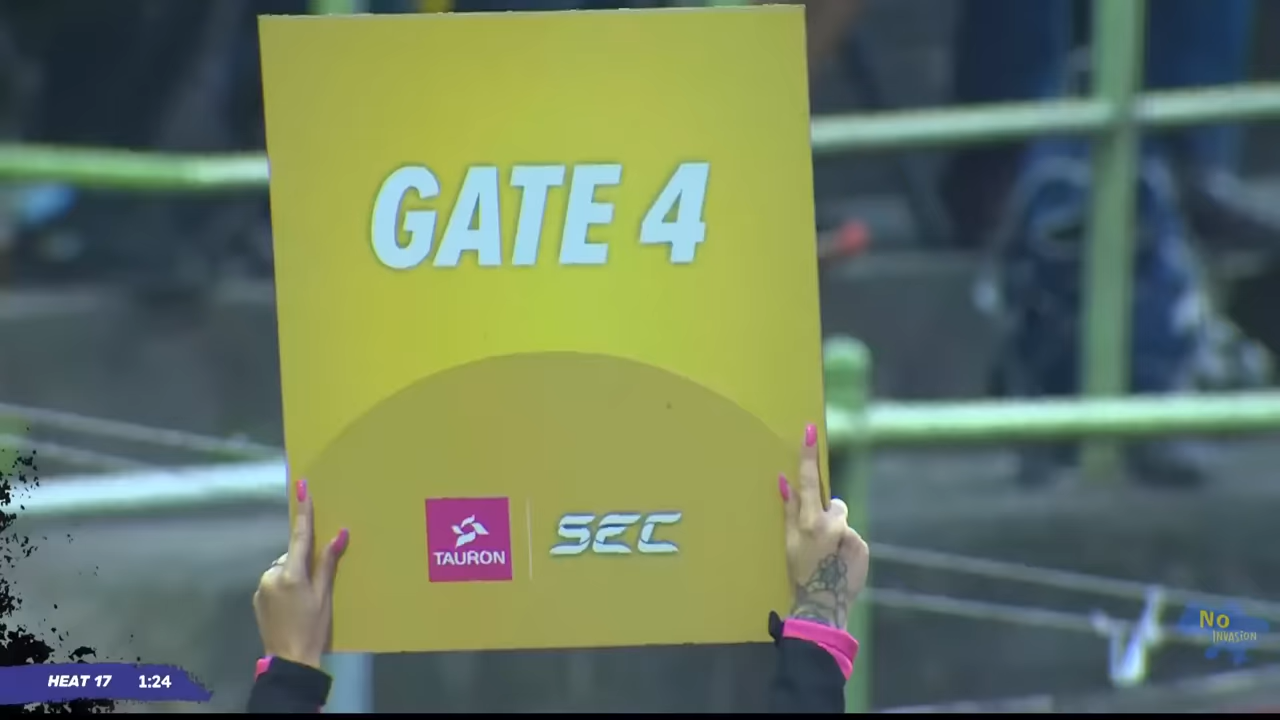 GATE 4
TAURON
SEC
HEAT 17 1:24
No
INVASION